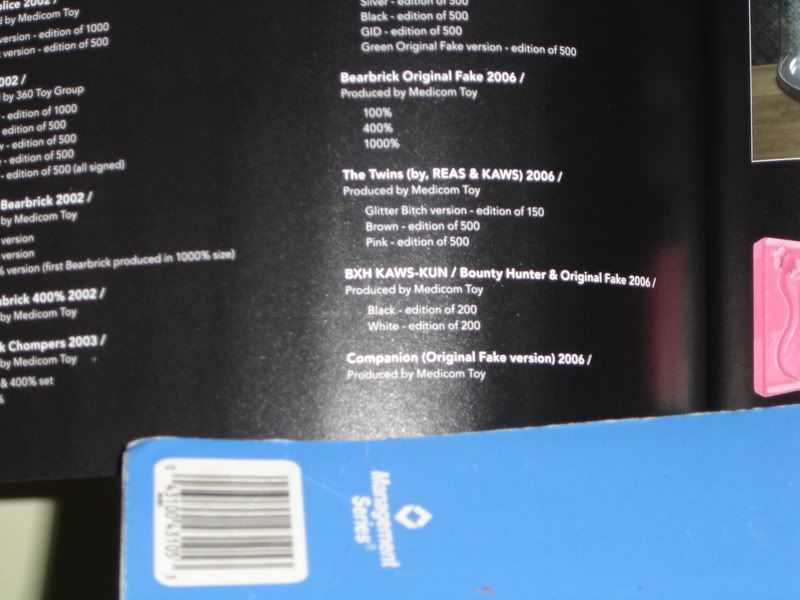 olice 2002 /
d by Medicom Toy
version - edition of 1000
version - edition of 500
002 /
by 360 Toy Group
- edition of 1000
edition of 500
- edition of 500
- edition of 500
- edition of 500 (all signed)
Bearbrick 2002 /
by Medicom Toy
version
version
version (first Bearbrick produced in 1000% size)
ubrick 400% 2002 /
by Medicom Toy
k Chompers 2003 /
by Medicom Toy
& 400% set
%
Silver - edition of 500
Black - edition of 500
GID - edition of 500
Green Original Fake version - edition of 500
Bearbrick Original Fake 2006 /
Produced by Medicom Toy
100%
400%
1000%
The Twins (by, REAS & KAWS) 2006 /
Produced by Medicom Toy
Glitter Bitch version - edition of 150
Brown - edition of 500
Pink - edition of 500
BXH KAWS-KUN / Bounty Hunter & Original Fake 2006 /
Produced by Medicom Toy
Black - edition of 200
White - edition of 200
Companion (Original Fake version) 2006 /
Produced by Medicom Toy
Management
Series
0 43100 43105 3